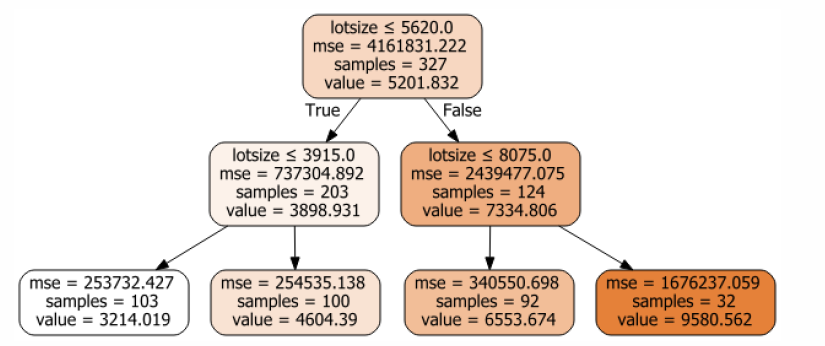 lotsize ≤ 5620.0
mse = 4161831.222
samples = 327
value = 5201.832
True
False
lotsize ≤ 3915.0
mse = 737304.892
samples = 203
value = 3898.931
lotsize ≤ 8075.0
mse = 2439477.075
samples = 124
value = 7334.806
mse = 253732.427
samples = 103
value = 3214.019
mse = 254535.138
samples = 100
value = 4604.39
mse = 340550.698
samples = 92
value = 6553.674
mse = 1676237.059
samples = 32
value = 9580.562